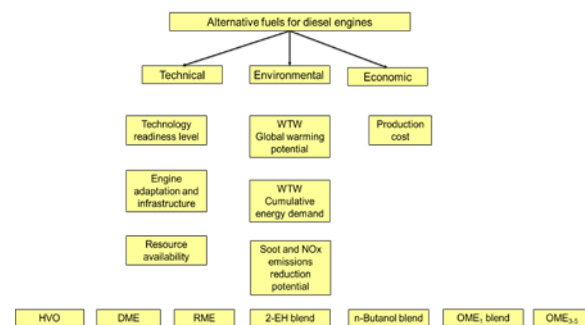 Alternative fuels for diesel engines
Technical
Environmental
Economic
Technology
readiness level
WTW
Global warming
potential
Production
cost
Engine
adaptation and
infrastructure
WTW
Cumulative
energy demand
Resource
availability
Soot and NOx
emissions
reduction
potential
HVO
DME
RME
2-EH blend
n-Butanol blend
OME₁ blend
OME₃₋₅